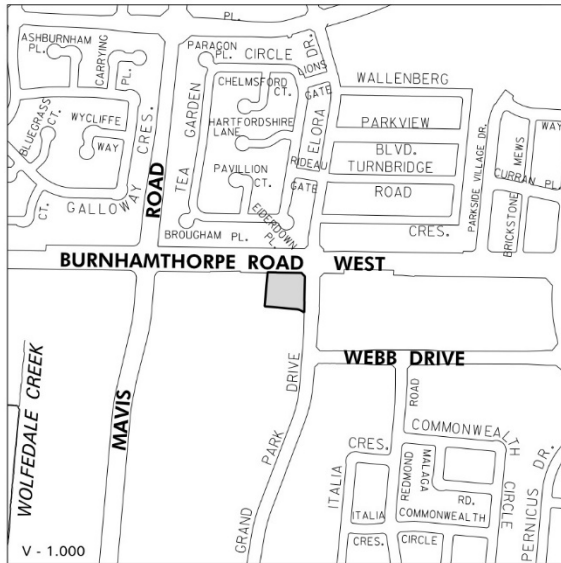 PL.
ASHBURNHAM
PL.
CARRYING
PL.
PARAGON
PL.
CIRCLE
DR.
LIONS
GATE
CHELMSFORD
CT.
WALLENBERG
BLUEGRASS
CT.
WYCLIFFE
WAY
CRES.
GARDEN
TEA
HARTFORDSHIRE
LANE
ELORA
PARKVIEW
BLVD.
TURNBRIDGE
ROAD
CRES.
RIDEAU
GATE
PAVILLION
CT.
PARKSIDE VILLAGE DR.
MEWS
BRICKSTONE
WAY
CURRAN PL.
CT.
GALLOWAY
ROAD
BROUGHAM PL.
EIDERDOWN
PL.
BURNHAMTHORPE ROAD WEST
WEBB DRIVE
WOLFEDALE CREEK
MAVIS
GRAND PARK DRIVE
ROAD
REDMOND
COMMONWEALTH
CIRCLE
CRES.
ITALIA
MALAGA
RD.
ITALIA
COMMONWEALTH
CRES.
CIRCLE
DR.
V - 1.000